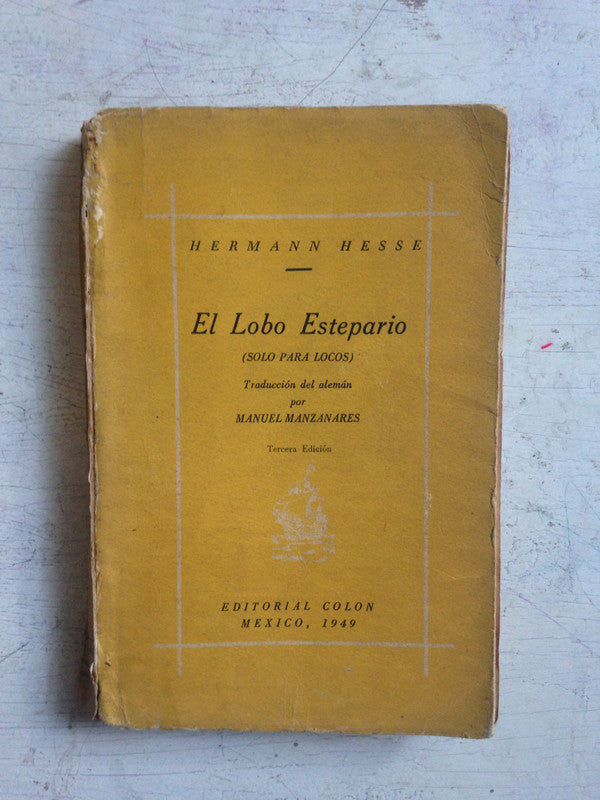 HERMANN HESSE
El Lobo Estepario
(SOLO PARA LOCOS)
Traducción del alemán
por
MANUEL MANZANARES
Tercera Edición
EDITORIAL COLON
MEXICO, 1949